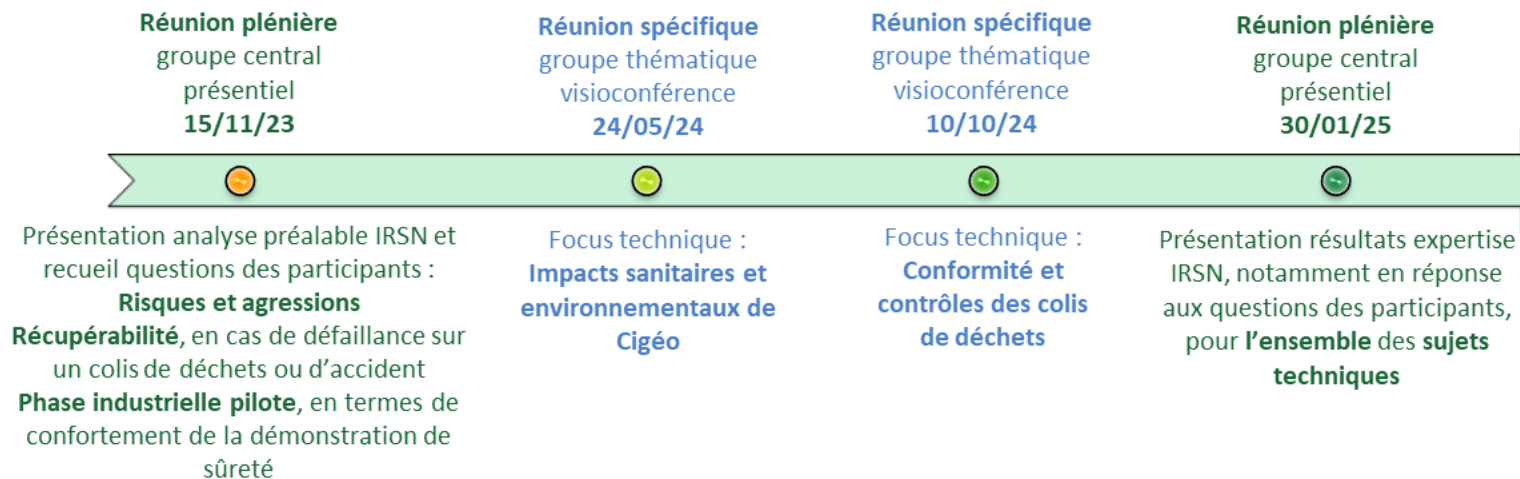 Réunion plénière
groupe central
présentiel
15/11/23
Réunion spécifique
groupe thématique
visioconférence
24/05/24
Réunion spécifique
groupe thématique
visioconférence
10/10/24
Réunion plénière
groupe central
présentiel
30/01/25
Présentation analyse préalable IRSN et
recueil questions des participants :
Risques et agressions
Récupérabilité, en cas de défaillance sur
un colis de déchets ou d’accident
Phase industrielle pilote, en termes de
confortement de la démonstration de
sûreté
Focus technique :
Impacts sanitaires et
environnementaux de
Cigéo
Focus technique :
Conformité et
contrôles des colis
de déchets
Présentation résultats expertise
IRSN, notamment en réponse
aux questions des participants,
pour l’ensemble des sujets
techniques